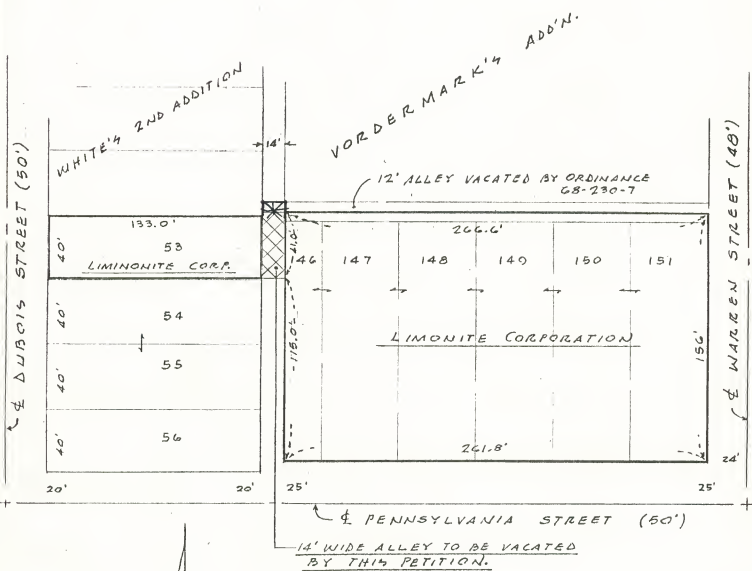 VORDERMARK'S ADD'N.
WHITE'S 2ND ADDITION
14'
12' ALLEY VACATED BY ORDINANCE
68-230-7
℄ DUBOIS STREET (50')
℄ WARREN STREET (48')
133.0'
266.6'
40'
53
LIMINONITE CORP.
41.0'
146
147
148
149
150
151
40'
54
115.0'
LIMONITE CORPORATION
156'
40'
55
40'
56
261.8'
24'
20'
20'
25'
25'
℄ PENNSYLVANIA STREET (50')
14' WIDE ALLEY TO BE VACATED
BY THIS PETITION.